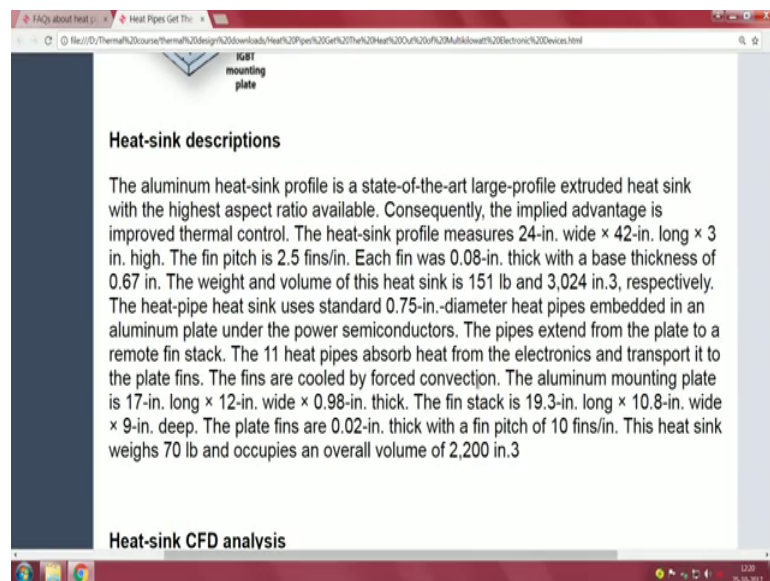 FAQs about heat p
Heat Pipes Get The
file:///D:/Thermal%20course/thermal%20design%20downloads/Heat%20Pipes%20Get%20The%20Heat%20Out%20of%20Multikilowatt%20Electronic%20Devices.html
IGBT
mounting
plate
Heat-sink descriptions
The aluminum heat-sink profile is a state-of-the-art large-profile extruded heat sink
with the highest aspect ratio available. Consequently, the implied advantage is
improved thermal control. The heat-sink profile measures 24-in. wide × 42-in. long × 3
in. high. The fin pitch is 2.5 fins/in. Each fin was 0.08-in. thick with a base thickness of
0.67 in. The weight and volume of this heat sink is 151 lb and 3,024 in.3, respectively.
The heat-pipe heat sink uses standard 0.75-in.-diameter heat pipes embedded in an
aluminum plate under the power semiconductors. The pipes extend from the plate to a
remote fin stack. The 11 heat pipes absorb heat from the electronics and transport it to
the plate fins. The fins are cooled by forced convection. The aluminum mounting plate
is 17-in. long × 12-in. wide × 0.98-in. thick. The fin stack is 19.3-in. long × 10.8-in. wide
× 9-in. deep. The plate fins are 0.02-in. thick with a fin pitch of 10 fins/in. This heat sink
weighs 70 lb and occupies an overall volume of 2,200 in.3
Heat-sink CFD analysis
12:20